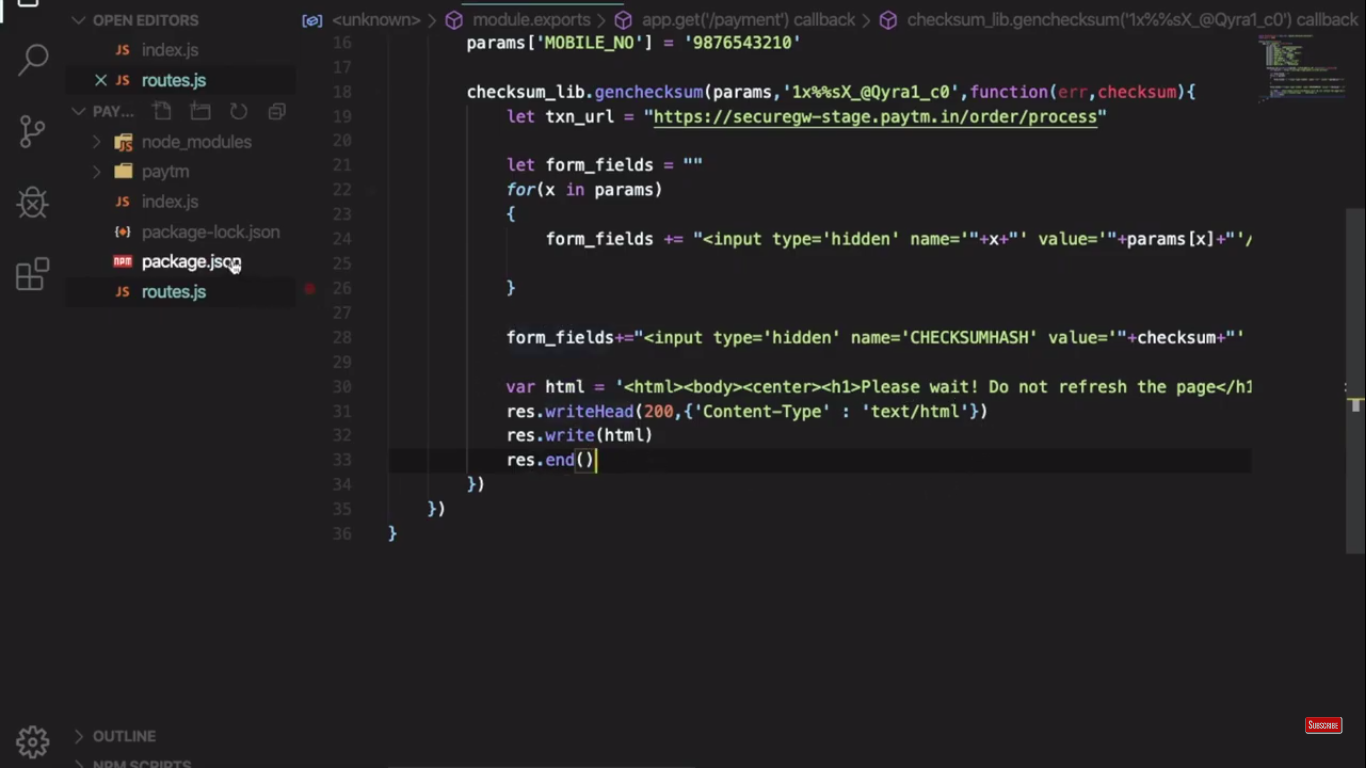 OPEN EDITORS
<unknown> > module.exports > app.get('/payment') callback > checksum_lib.genchecksum('1x%%sX_@Qyra1_c0') callback
JS index.js
JS routes.js
PAY...
node_modules
paytm
JS index.js
package-lock.json
npm package.json
JS routes.js
16 params['MOBILE_NO'] = '9876543210'
17
18 checksum_lib.genchecksum(params,'1x%%sX_@Qyra1_c0',function(err,checksum){
19 let txn_url = "https://securegw-stage.paytm.in/order/process"
20
21 let form_fields = ""
22 for(x in params)
23 {
24 form_fields += "<input type='hidden' name='"+x+"' value='"+params[x]+"'/
25
26 }
27
28 form_fields+="<input type='hidden' name='CHECKSUMHASH' value='"+checksum+"'
29
30 var html = '<html><body><center><h1>Please wait! Do not refresh the page</h1
31 res.writeHead(200,{'Content-Type' : 'text/html'})
32 res.write(html)
33 res.end()
34 })
35 })
36 }
SUBSCRIBE
OUTLINE
NPM SCRIPTS